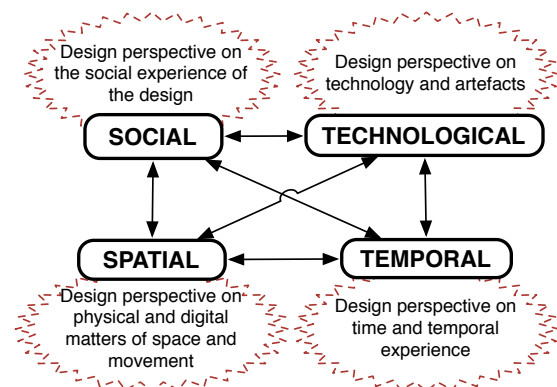 Design perspective on
the social experience of
the design
SOCIAL
Design perspective on
technology and artefacts
TECHNOLOGICAL
SPATIAL
Design perspective on
physical and digital
matters of space and
movement
TEMPORAL
Design perspective on
time and temporal
experience